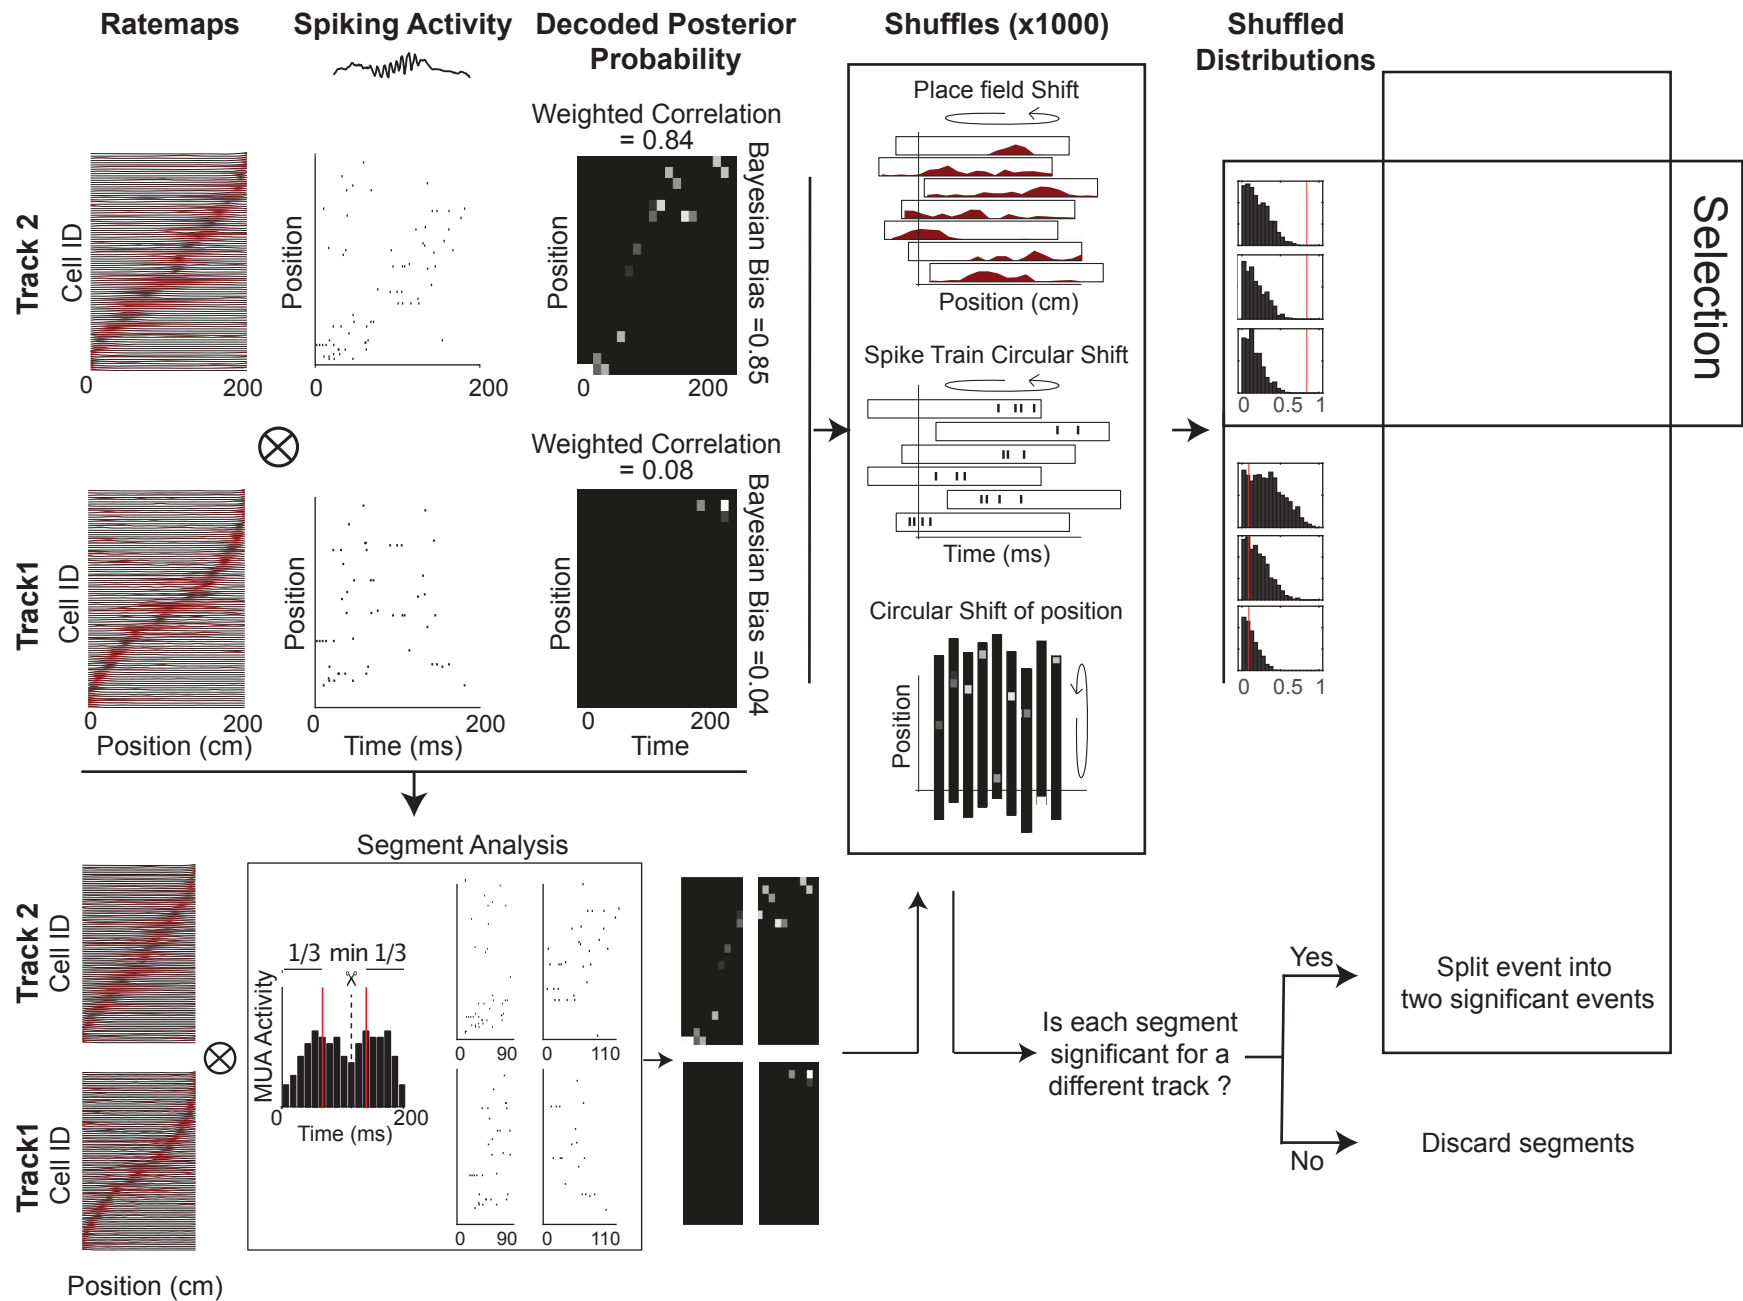 Ratemaps
Spiking Activity
Decoded Posterior
Probability
Shuffles (x1000)
Shuffled
Distributions
Track 2
Cell ID
0
200
Position
0
200
Weighted Correlation
= 0.84
Position
Bayesian Bias =0.85
0
200
Track1
Cell ID
0
200
Position (cm)
Position
0
200
Time (ms)
Weighted Correlation
= 0.08
Position
Bayesian Bias =0.04
0
200
Time
Place field Shift
Position (cm)
Spike Train Circular Shift
Time (ms)
Circular Shift of position
Position
0
0.5
1
0
0.5
1
Selection
Segment Analysis
Track 2
Cell ID
Track1
Cell ID
Position (cm)
1/3
min
1/3
MUA Activity
0
200
Time (ms)
0
90
0
110
0
90
0
110
Is each segment
significant for a
different track ?
Yes
Split event into
two significant events
No
Discard segments